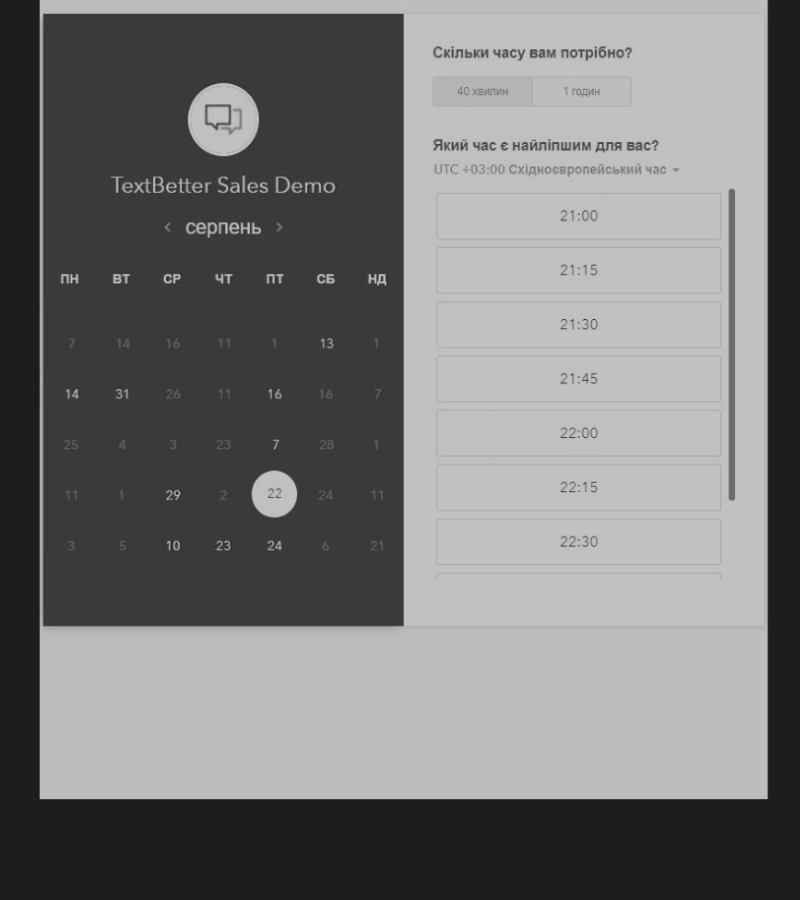 TextBetter Sales Demo
‹ серпень ›
ПН ВТ СР ЧТ ПТ СБ НД
7 14 16 11 1 13 1
14 31 26 11 16 16 7
25 4 3 23 7 28 1
11 1 29 2 22 24 11
3 5 10 23 24 6 21
Скільки часу вам потрібно?
40 хвилин 1 годин
Який час є найліпшим для вас?
UTC +03:00 Східноєвропейський час
21:00
21:15
21:30
21:45
22:00
22:15
22:30